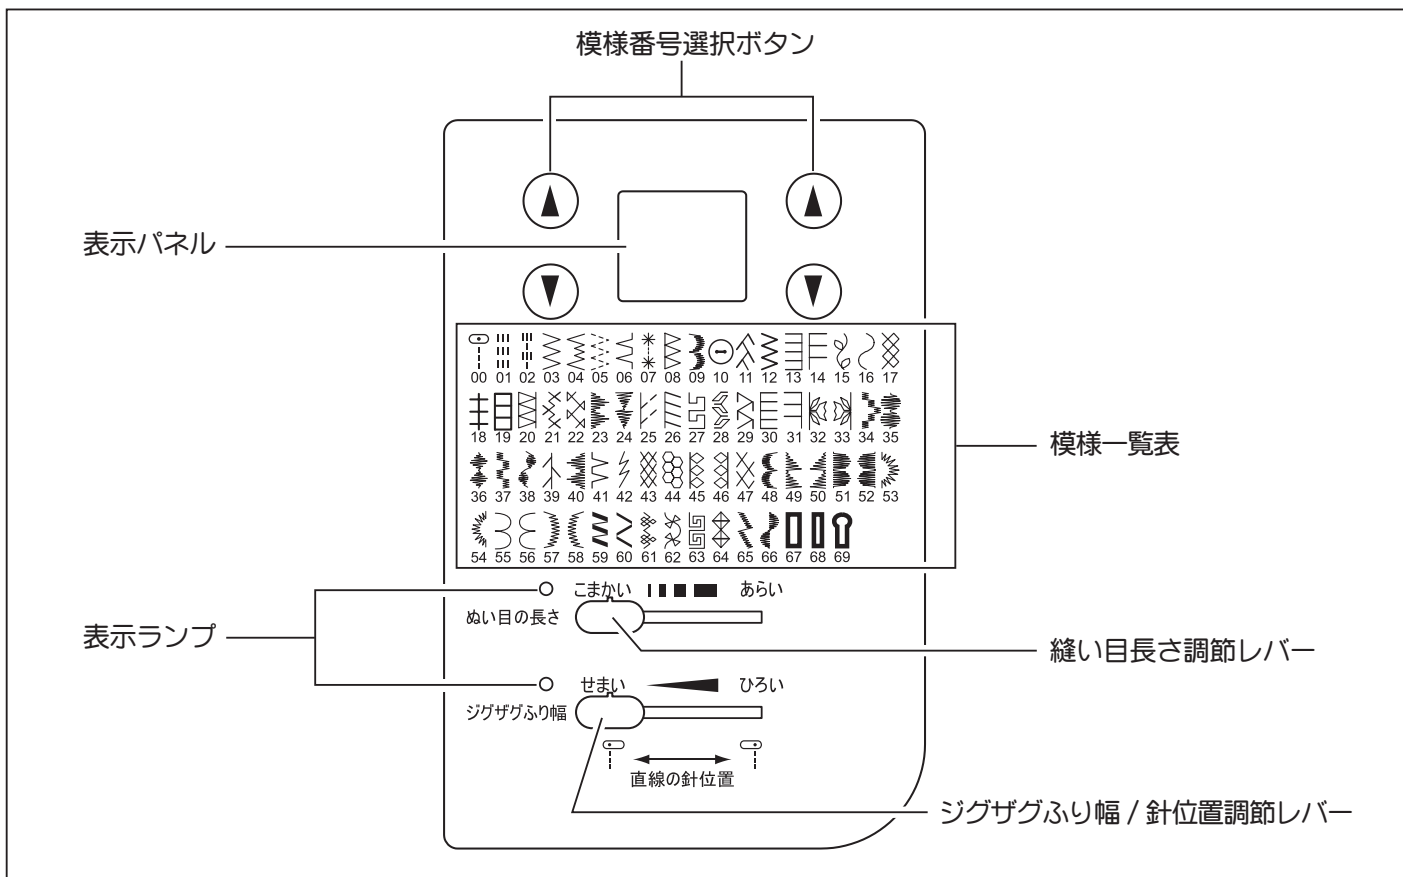 模様番号選択ボタン
表示パネル
00 01 02 03 04 05 06 07 08 09 10 11 12 13 14 15 16 17
18 19 20 21 22 23 24 25 26 27 28 29 30 31 32 33 34 35
模様一覧表
36 37 38 39 40 41 42 43 44 45 46 47 48 49 50 51 52 53
54 55 56 57 58 59 60 61 62 63 64 65 66 67 68 69
こまかい あらい
ぬい目の長さ
表示ランプ
縫い目長さ調節レバー
せまい ひろい
ジグザグふり幅
直線の針位置
ジグザグふり幅 / 針位置調節レバー